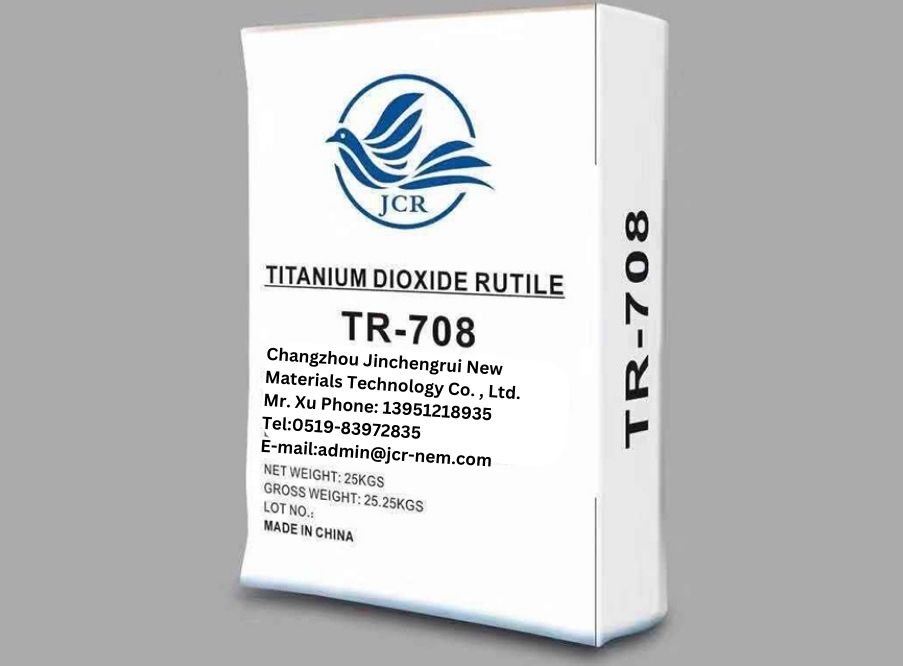 JCR
TITANIUM DIOXIDE RUTILE
TR-708
Changzhou Jinchengrui New
Materials Technology Co. , Ltd.
Mr. Xu Phone: 13951218935
Tel:0519-83972835
E-mail:admin@jcr-nem.com
NET WEIGHT: 25KGS
GROSS WEIGHT: 25.25KGS
LOT NO.:
MADE IN CHINA
TR-708